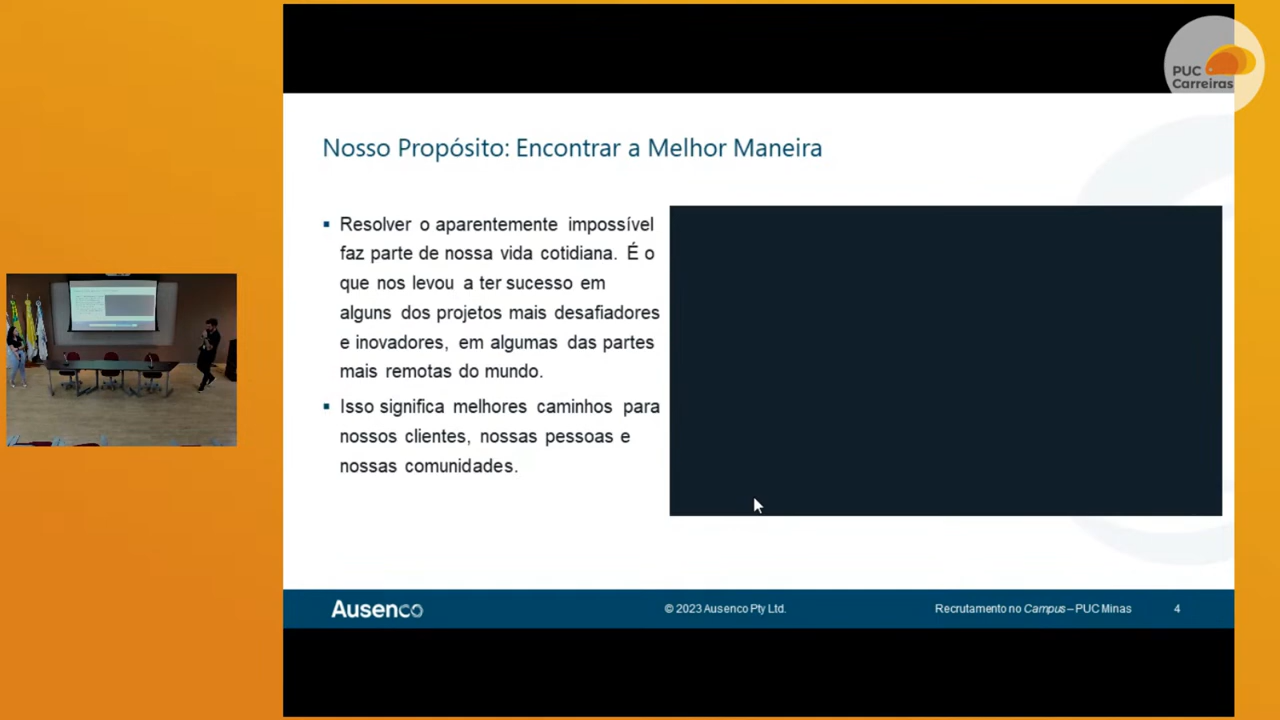 PUC
Carreiras
Nosso Propósito: Encontrar a Melhor Maneira
▪ Resolver o aparentemente impossível
faz parte de nossa vida cotidiana. É o
que nos levou a ter sucesso em
alguns dos projetos mais desafiadores
e inovadores, em algumas das partes
mais remotas do mundo.
▪ Isso significa melhores caminhos para
nossos clientes, nossas pessoas e
nossas comunidades.
Ausenco
© 2023 Ausenco Pty Ltd.
Recrutamento no Campus – PUC Minas
4